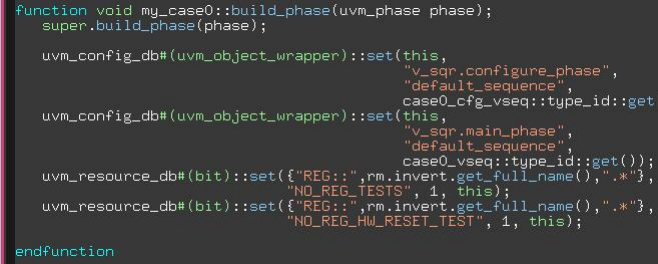 function void my_case0::build_phase(uvm_phase phase);
   super.build_phase(phase);

   uvm_config_db#(uvm_object_wrapper)::set(this,
                                           "v_sqr.configure_phase",
                                           "default_sequence",
                                           case0_cfg_vseq::type_id::get
   uvm_config_db#(uvm_object_wrapper)::set(this,
                                           "v_sqr.main_phase",
                                           "default_sequence",
                                           case0_vseq::type_id::get());
   uvm_resource_db#(bit)::set({"REG::",rm.invert.get_full_name(),".*"},
                              "NO_REG_TESTS", 1, this);
   uvm_resource_db#(bit)::set({"REG::",rm.invert.get_full_name(),".*"},
                              "NO_REG_HW_RESET_TEST", 1, this);

endfunction